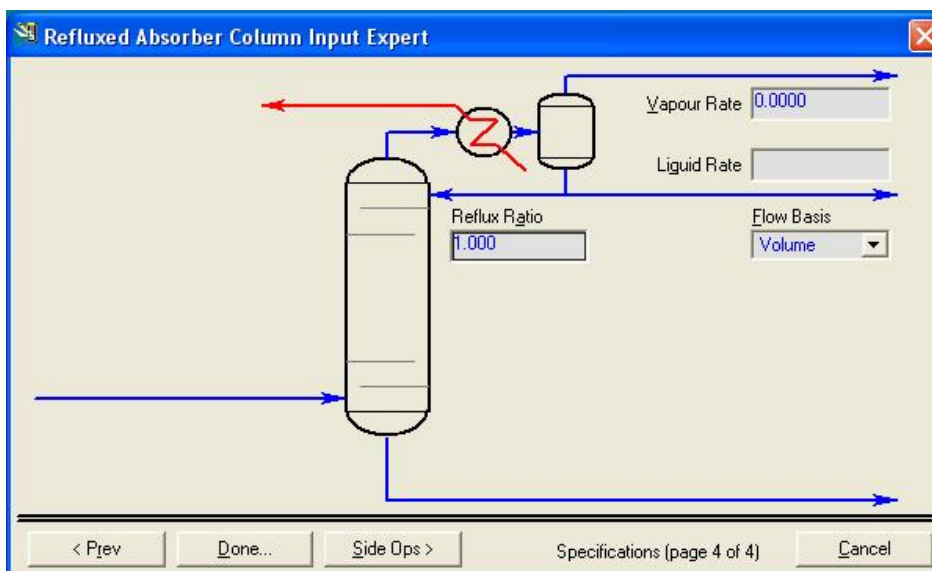 Refluxed Absorber Column Input Expert
Vapour Rate 0.0000
Liquid Rate
Reflux Ratio
1.000
Flow Basis
Volume
< Prev
Done...
Side Ops >
Specifications (page 4 of 4)
Cancel